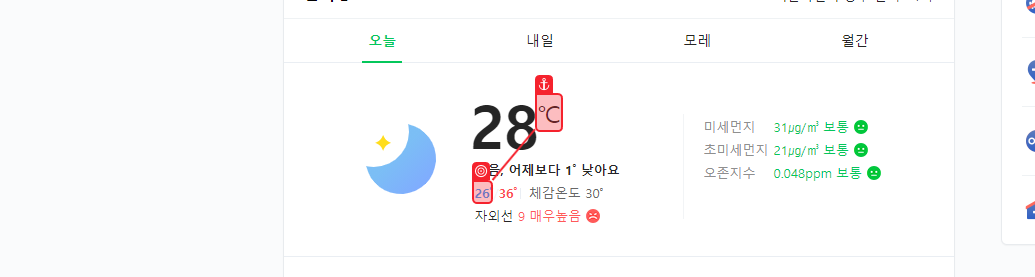 오늘 내일 모레 월간
28℃
음, 어제보다 1˚ 낮아요
26˚ 36˚ 체감온도 30˚
자외선 9 매우높음
미세먼지 31㎍/㎥ 보통
초미세먼지 21㎍/㎥ 보통
오존지수 0.048ppm 보통